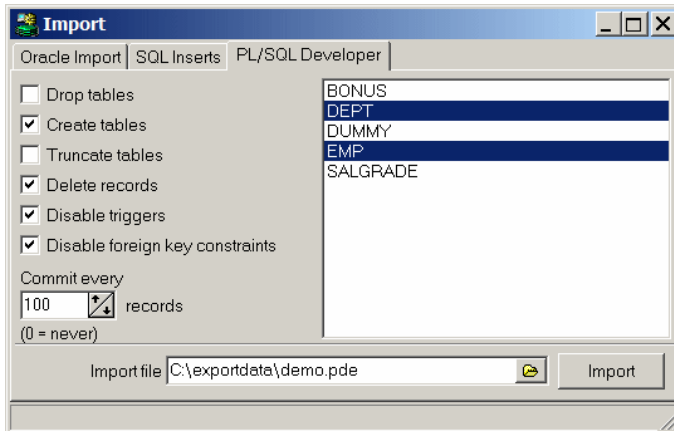 Import
Oracle Import SQL Inserts PL/SQL Developer
Drop tables
Create tables
Truncate tables
Delete records
Disable triggers
Disable foreign key constraints
Commit every
100 records
(0 = never)
BONUS
DEPT
DUMMY
EMP
SALGRADE
Import file C:\exportdata\demo.pde Import